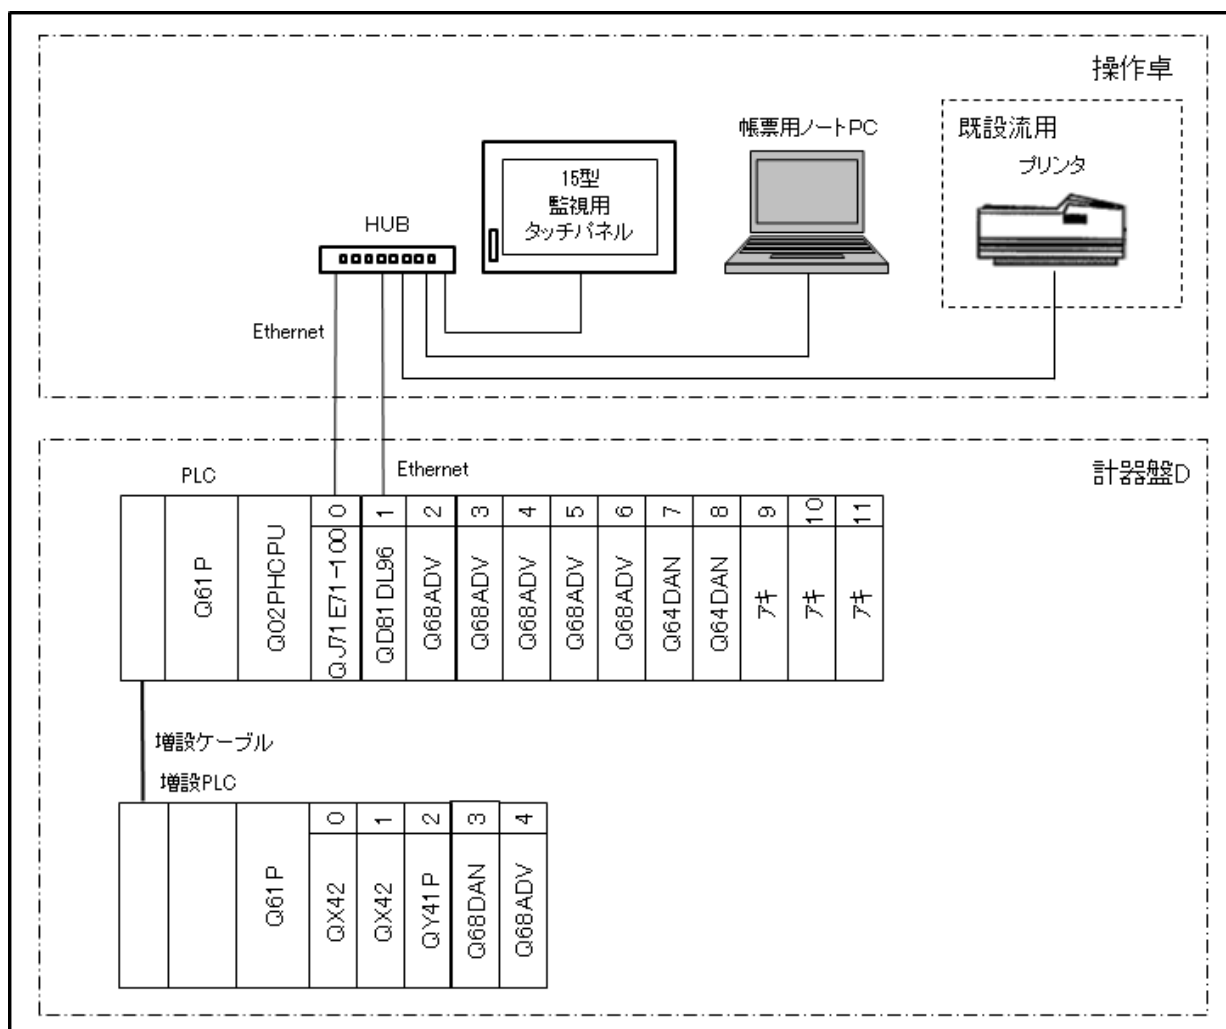 操作卓
帳票用ノートPC
既設流用
プリンタ
15型
監視用
タッチパネル
HUB
Ethernet
Ethernet
計器盤D
PLC
Q61P
Q02PHCPU
0
QJ71E71-100
1
QD81DL96
2
Q68ADV
3
Q68ADV
4
Q68ADV
5
Q68ADV
6
Q68ADV
7
Q64DAN
8
Q64DAN
9
アキ
10
アキ
11
アキ
増設ケーブル
増設PLC
Q61P
0
QX42
1
QX42
2
QY41P
3
Q68DAN
4
Q68ADV